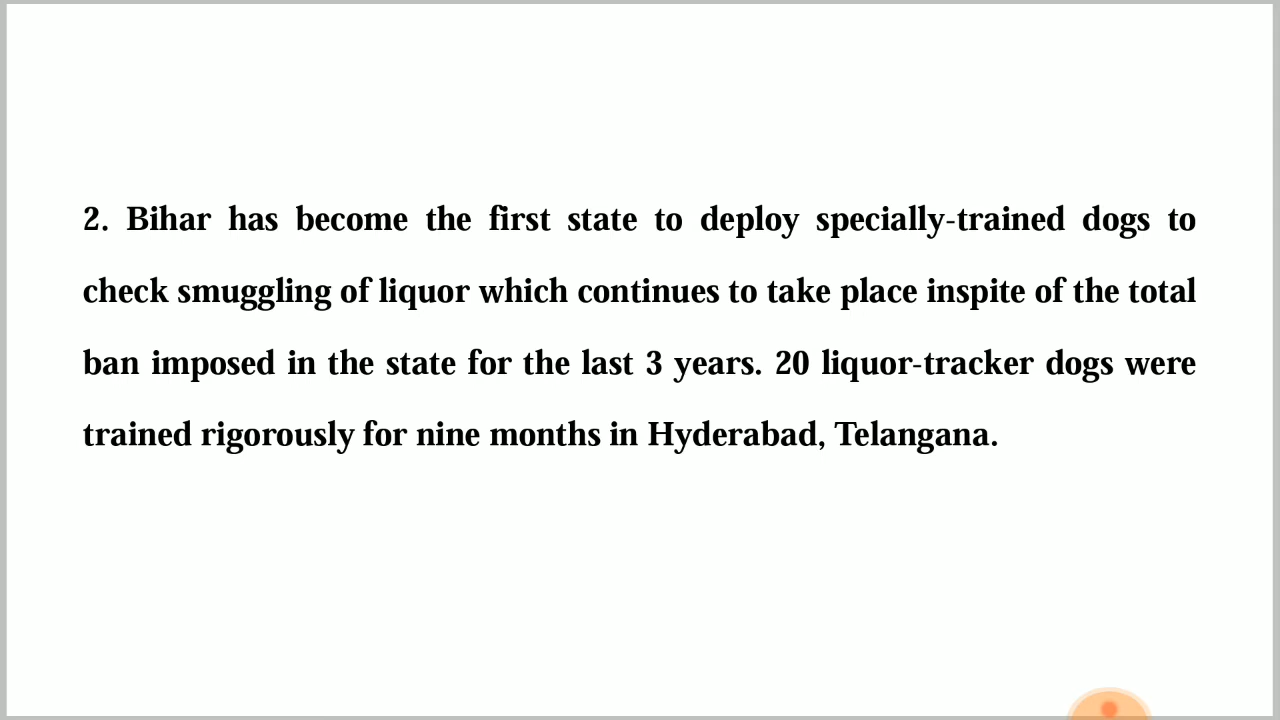 2. Bihar has become the first state to deploy specially-trained dogs to
check smuggling of liquor which continues to take place inspite of the total
ban imposed in the state for the last 3 years. 20 liquor-tracker dogs were
trained rigorously for nine months in Hyderabad, Telangana.